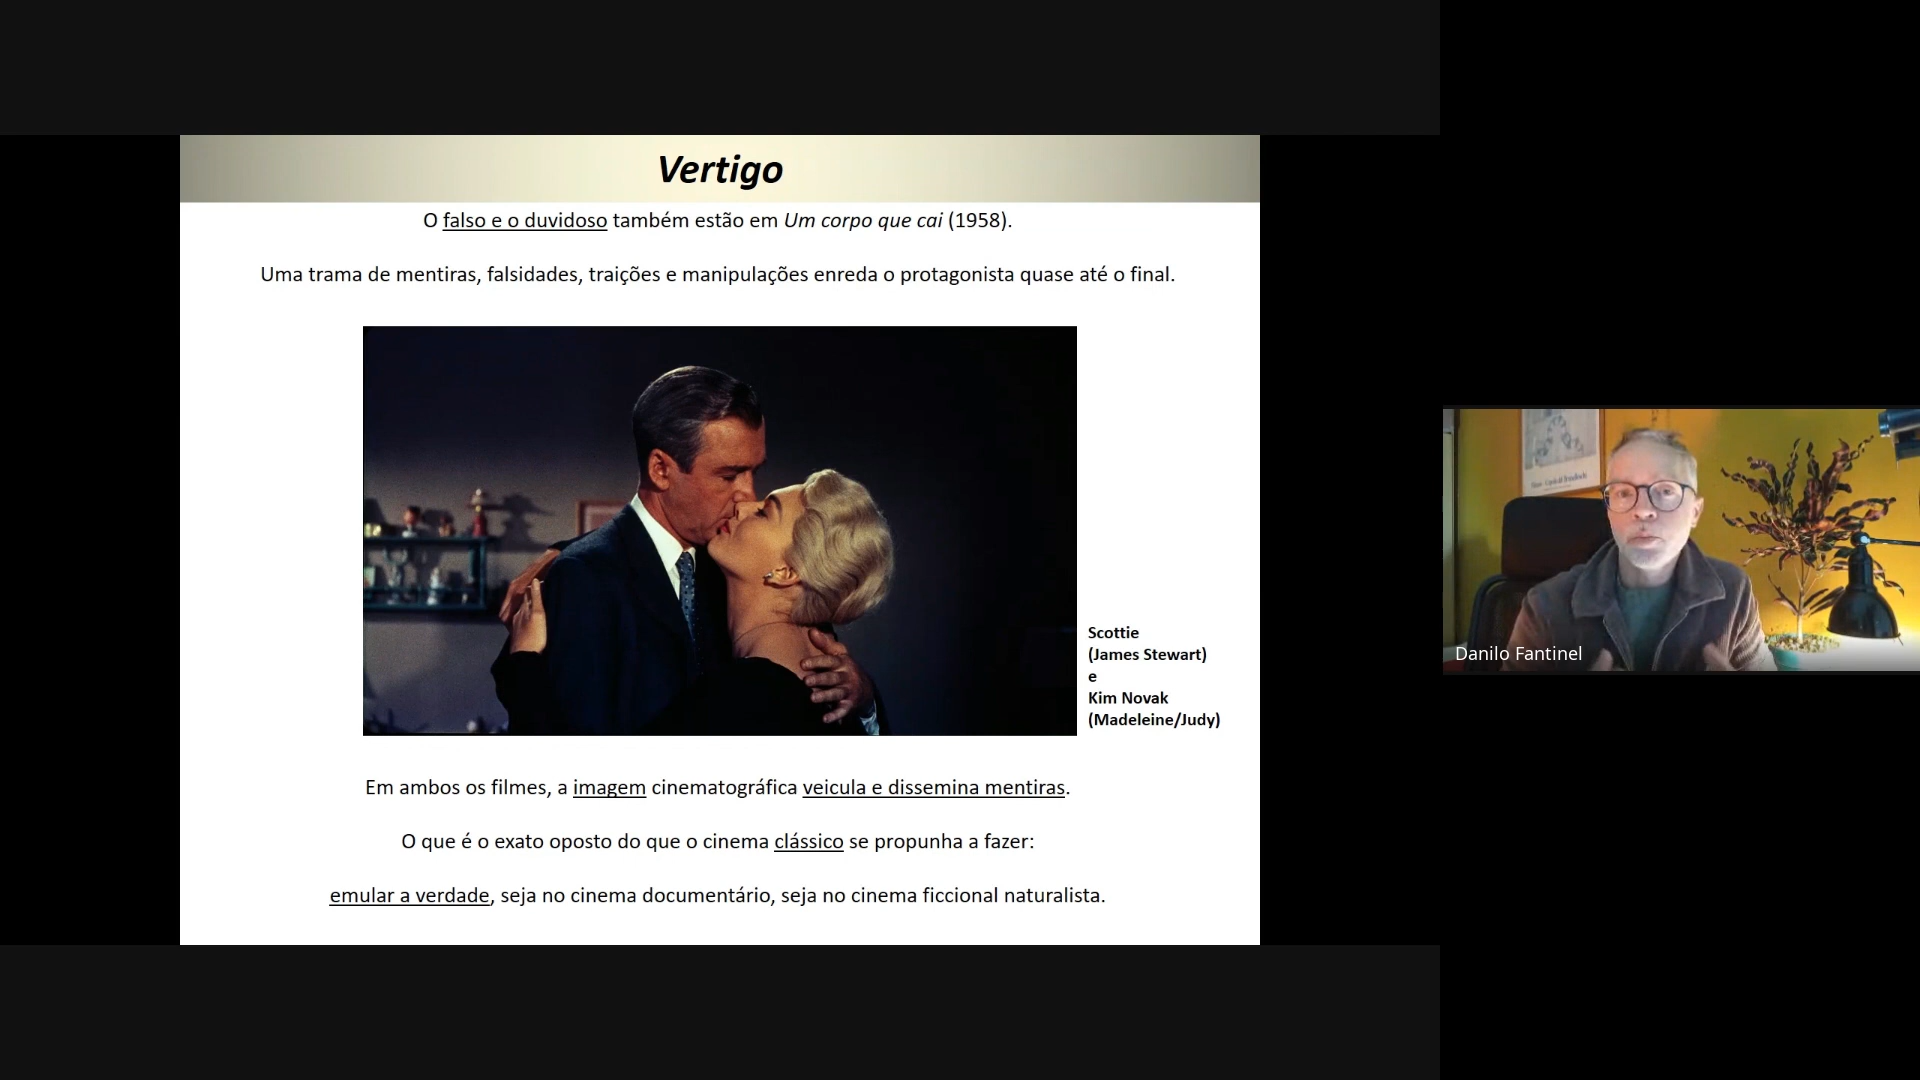 Vertigo
O falso e o duvidoso também estão em Um corpo que cai (1958).
Uma trama de mentiras, falsidades, traições e manipulações enreda o protagonista quase até o final.
Scottie
(James Stewart)
e
Kim Novak
(Madeleine/Judy)
Em ambos os filmes, a imagem cinematográfica veicula e dissemina mentiras.
O que é o exato oposto do que o cinema clássico se propunha a fazer:
emular a verdade, seja no cinema documentário, seja no cinema ficcional naturalista.
Danilo Fantinel